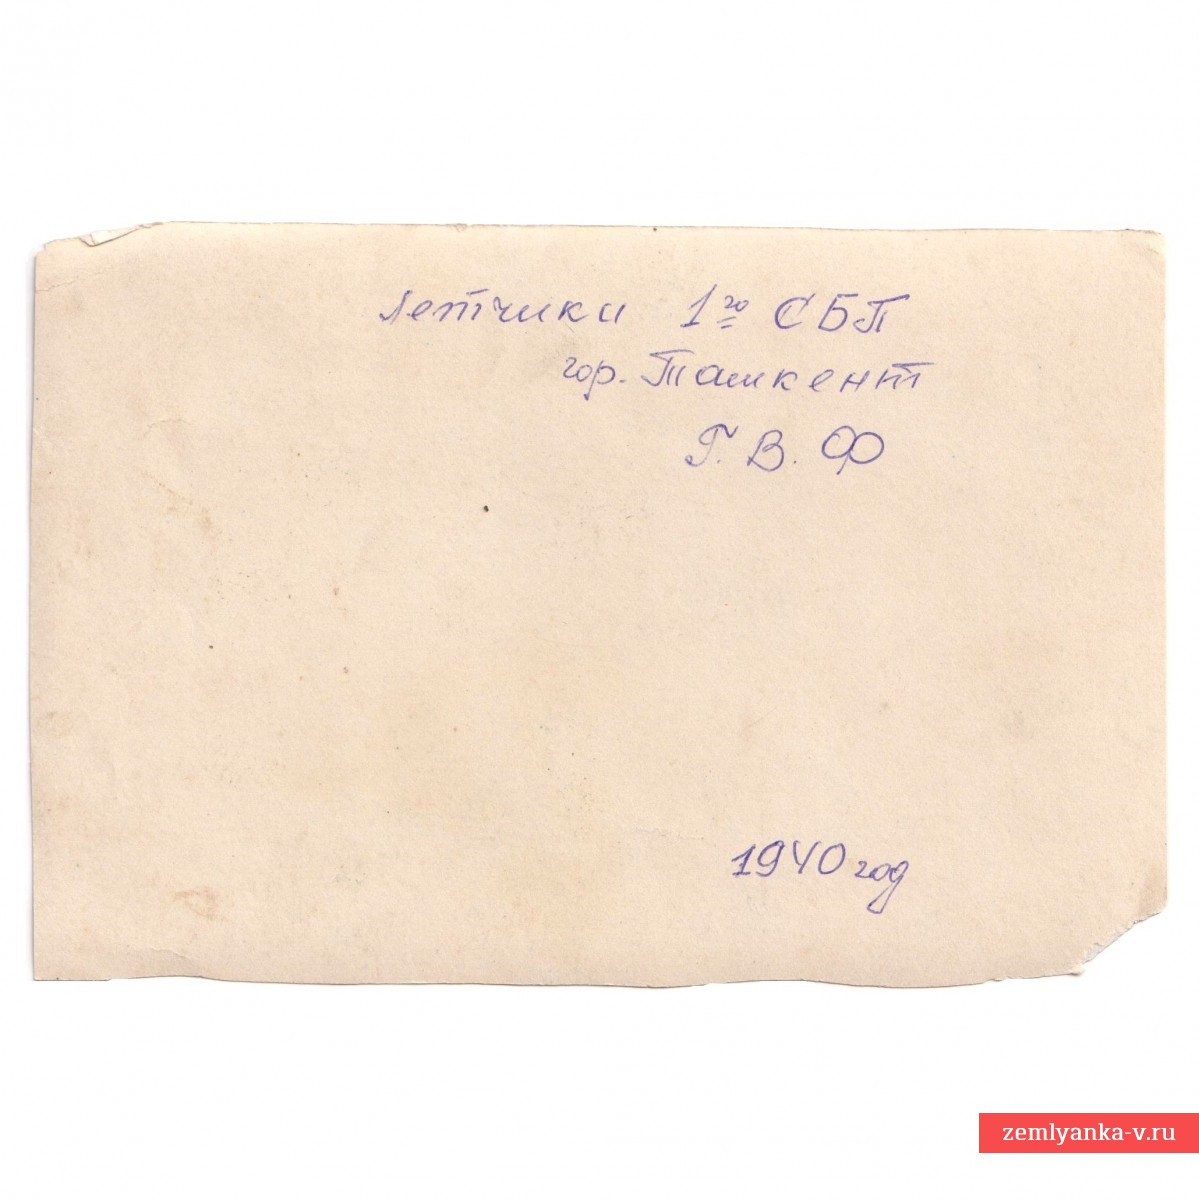 Летчики 1го СБП
гор. Ташкент
Г. В. Ф
1940 год
zemlyanka-v.ru